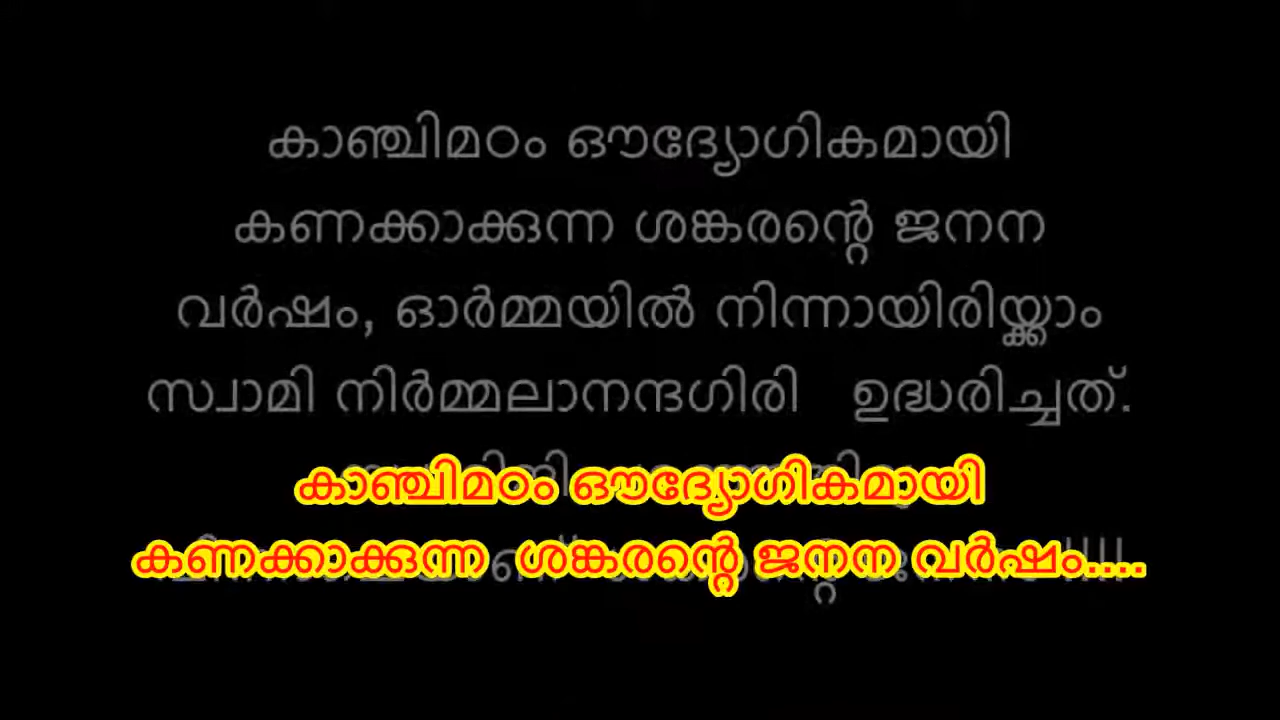 കാഞ്ചിമഠം ഔദ്യോഗികമായി
കണക്കാക്കുന്ന ശങ്കരന്റെ ജനന
വർഷം, ഓർമ്മയിൽ നിന്നായിരിയ്ക്കാം
സ്വാമി നിർമ്മലാനന്ദഗിരി ഉദ്ധരിച്ചത്.
കാഞ്ചിമഠം ഔദ്യോഗികമായി
കണക്കാക്കുന്ന ശങ്കരന്റെ ജനന വർഷം....